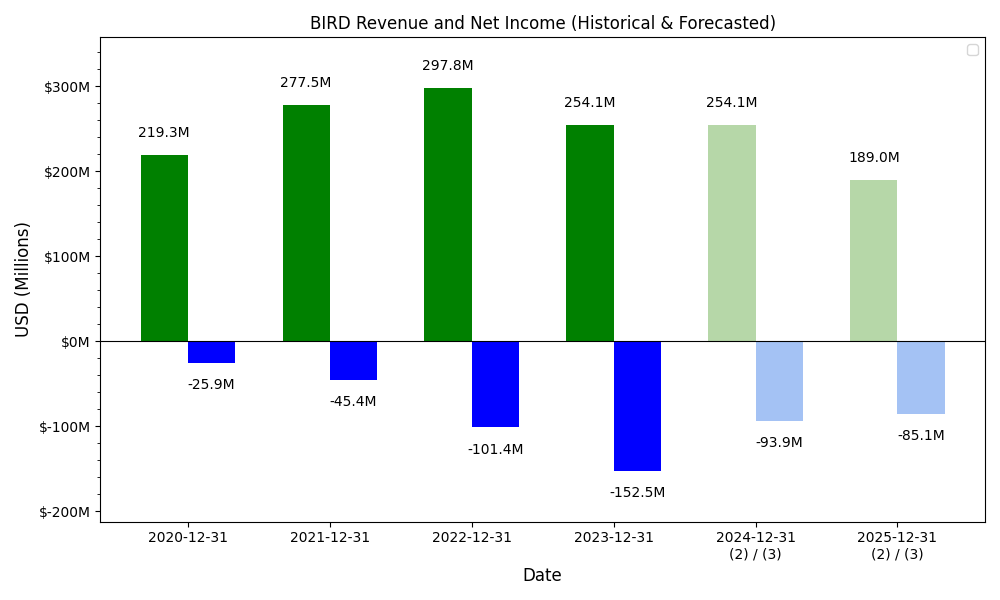 BIRD Revenue and Net Income (Historical & Forecasted)
USD (Millions)
$300M
$200M
$100M
$0M
$-100M
$-200M
219.3M
277.5M
297.8M
254.1M
254.1M
189.0M
-25.9M
-45.4M
-101.4M
-152.5M
-93.9M
-85.1M
2020-12-31
2021-12-31
2022-12-31
2023-12-31
2024-12-31
(2) / (3)
2025-12-31
(2) / (3)
Date